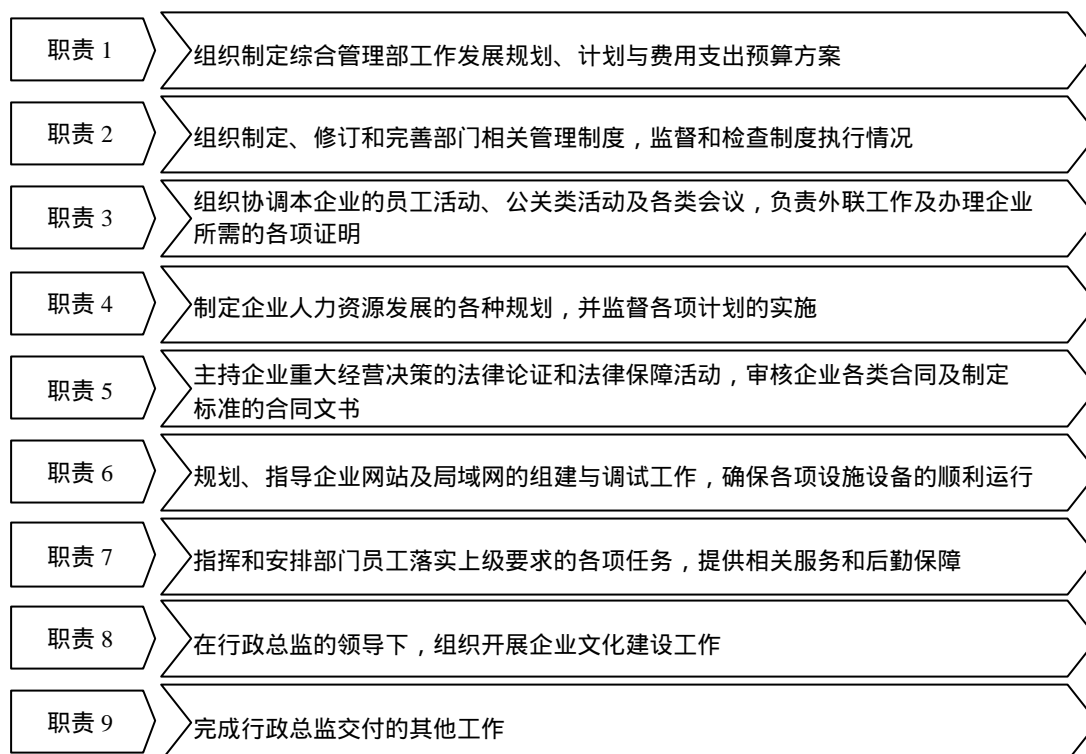 职责 1
组织制定综合管理部工作发展规划、计划与费用支出预算方案
职责 2
组织制定、修订和完善部门相关管理制度，监督和检查制度执行情况
职责 3
组织协调本企业的员工活动、公关类活动及各类会议，负责外联工作及办理企业
所需的各项证明
职责 4
制定企业人力资源发展的各种规划，并监督各项计划的实施
职责 5
主持企业重大经营决策的法律论证和法律保障活动，审核企业各类合同及制定
标准的合同文书
职责 6
规划、指导企业网站及局域网的组建与调试工作，确保各项设施设备的顺利运行
职责 7
指挥和安排部门员工落实上级要求的各项任务，提供相关服务和后勤保障
职责 8
在行政总监的领导下，组织开展企业文化建设工作
职责 9
完成行政总监交付的其他工作